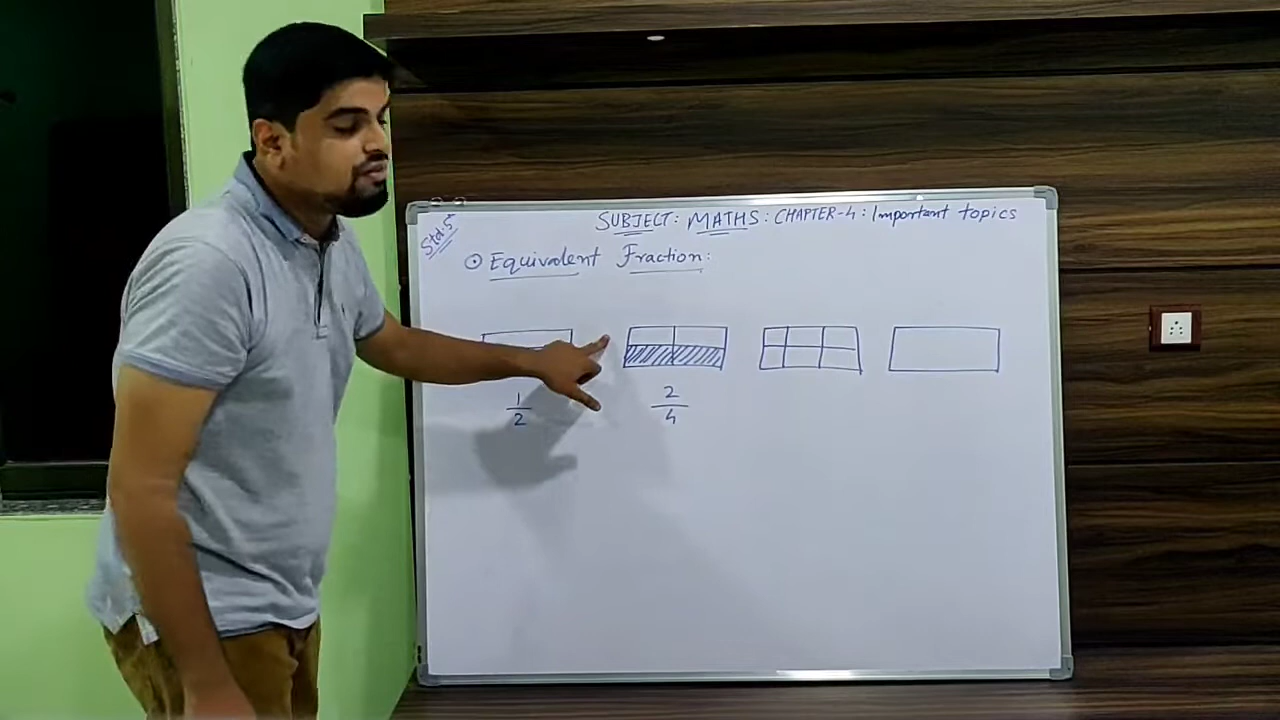 Std.5
SUBJECT: MATHS: CHAPTER-4: Important topics
Equivalent Fraction:
1/2 2/4